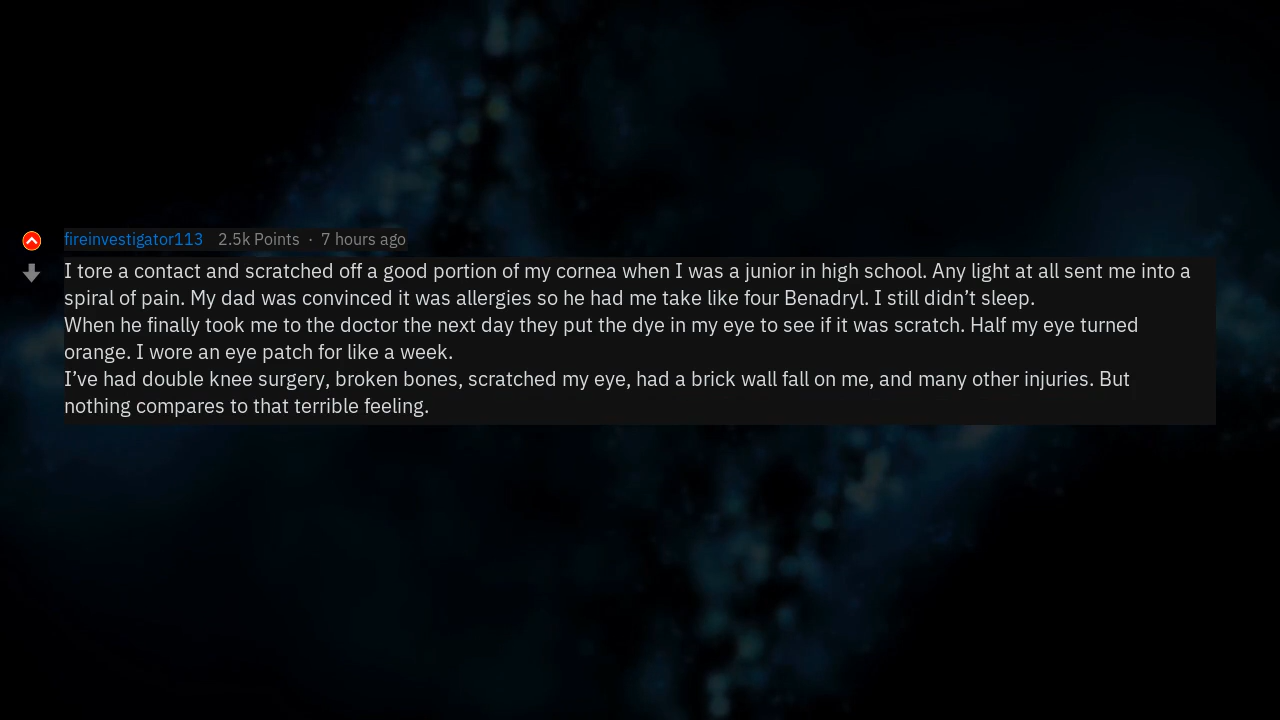 fireinvestigator113 2.5k Points · 7 hours ago
I tore a contact and scratched off a good portion of my cornea when I was a junior in high school. Any light at all sent me into a
spiral of pain. My dad was convinced it was allergies so he had me take like four Benadryl. I still didn’t sleep.
When he finally took me to the doctor the next day they put the dye in my eye to see if it was scratch. Half my eye turned
orange. I wore an eye patch for like a week.
I’ve had double knee surgery, broken bones, scratched my eye, had a brick wall fall on me, and many other injuries. But
nothing compares to that terrible feeling.